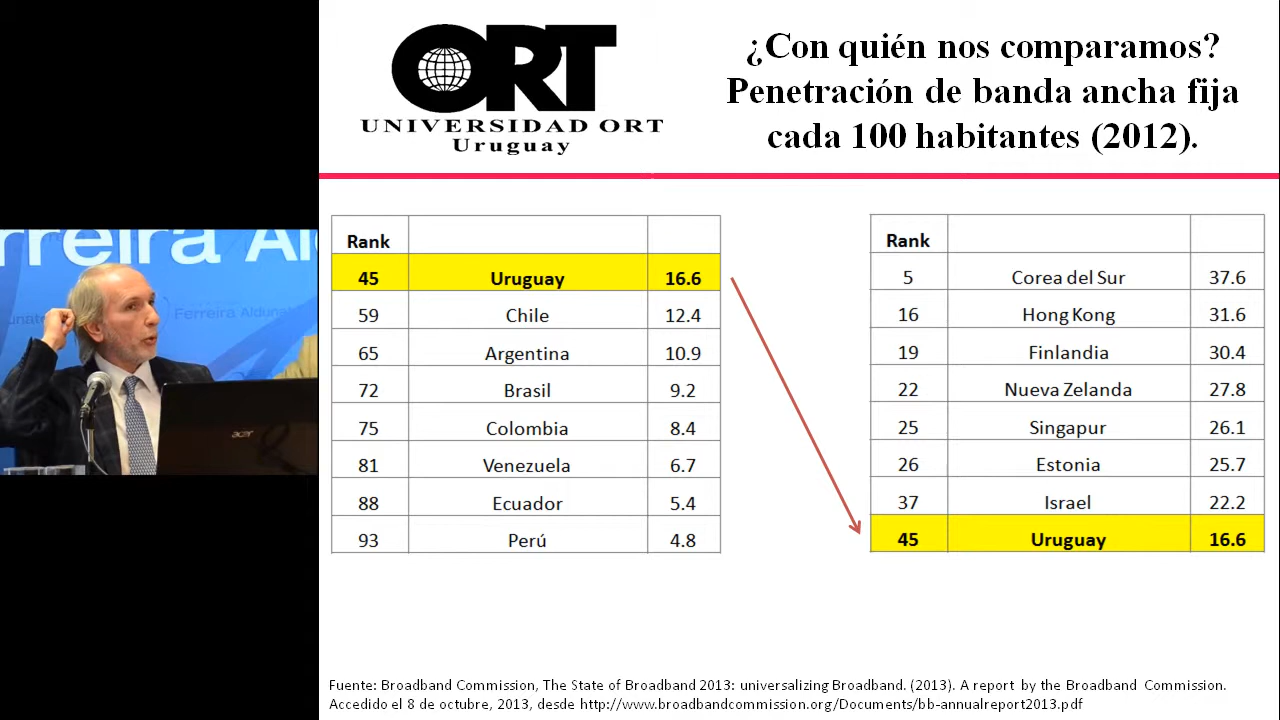 ORT
UNIVERSIDAD ORT
Uruguay
¿Con quién nos comparamos?
Penetración de banda ancha fija
cada 100 habitantes (2012).
erreira Al
Ferreira Aldunat
acer
Rank
45 Uruguay 16.6
59 Chile 12.4
65 Argentina 10.9
72 Brasil 9.2
75 Colombia 8.4
81 Venezuela 6.7
88 Ecuador 5.4
93 Perú 4.8
Rank
5 Corea del Sur 37.6
16 Hong Kong 31.6
19 Finlandia 30.4
22 Nueva Zelanda 27.8
25 Singapur 26.1
26 Estonia 25.7
37 Israel 22.2
45 Uruguay 16.6
Fuente: Broadband Commission, The State of Broadband 2013: universalizing Broadband. (2013). A report by the Broadband Commission.
Accedido el 8 de octubre, 2013, desde http://www.broadbandcommission.org/Documents/bb-annualreport2013.pdf